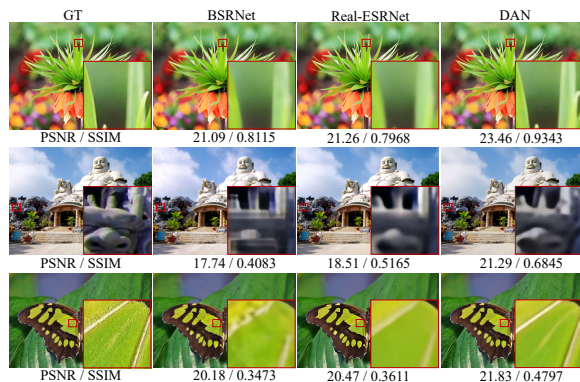 GT BSRNet Real-ESRNet DAN
PSNR / SSIM 21.09 / 0.8115 21.26 / 0.7968 23.46 / 0.9343
PSNR / SSIM 17.74 / 0.4083 18.51 / 0.5165 21.29 / 0.6845
PSNR / SSIM 20.18 / 0.3473 20.47 / 0.3611 21.83 / 0.4797